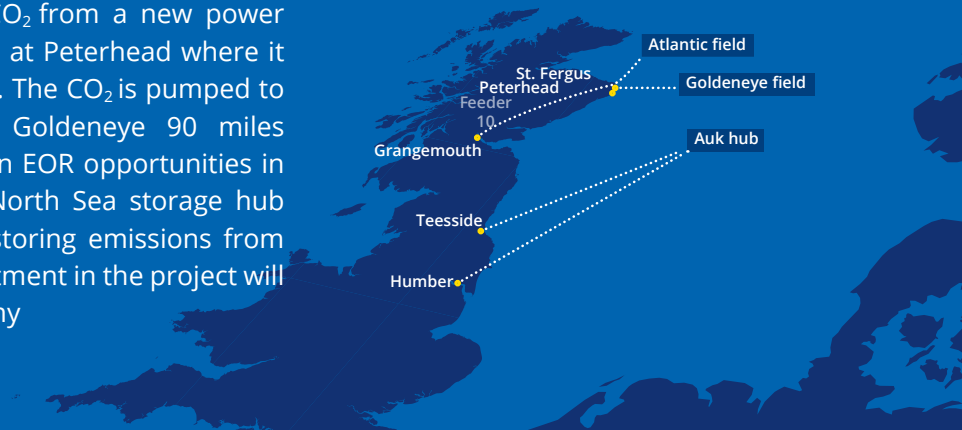 CO₂ from a new power
at Peterhead where it
. The CO₂ is pumped to
Goldeneye 90 miles
n EOR opportunities in
North Sea storage hub
storing emissions from
tment in the project will
ny
Atlantic field
St. Fergus
Peterhead
Goldeneye field
Feeder
10
Grangemouth
Auk hub
Teesside
Humber